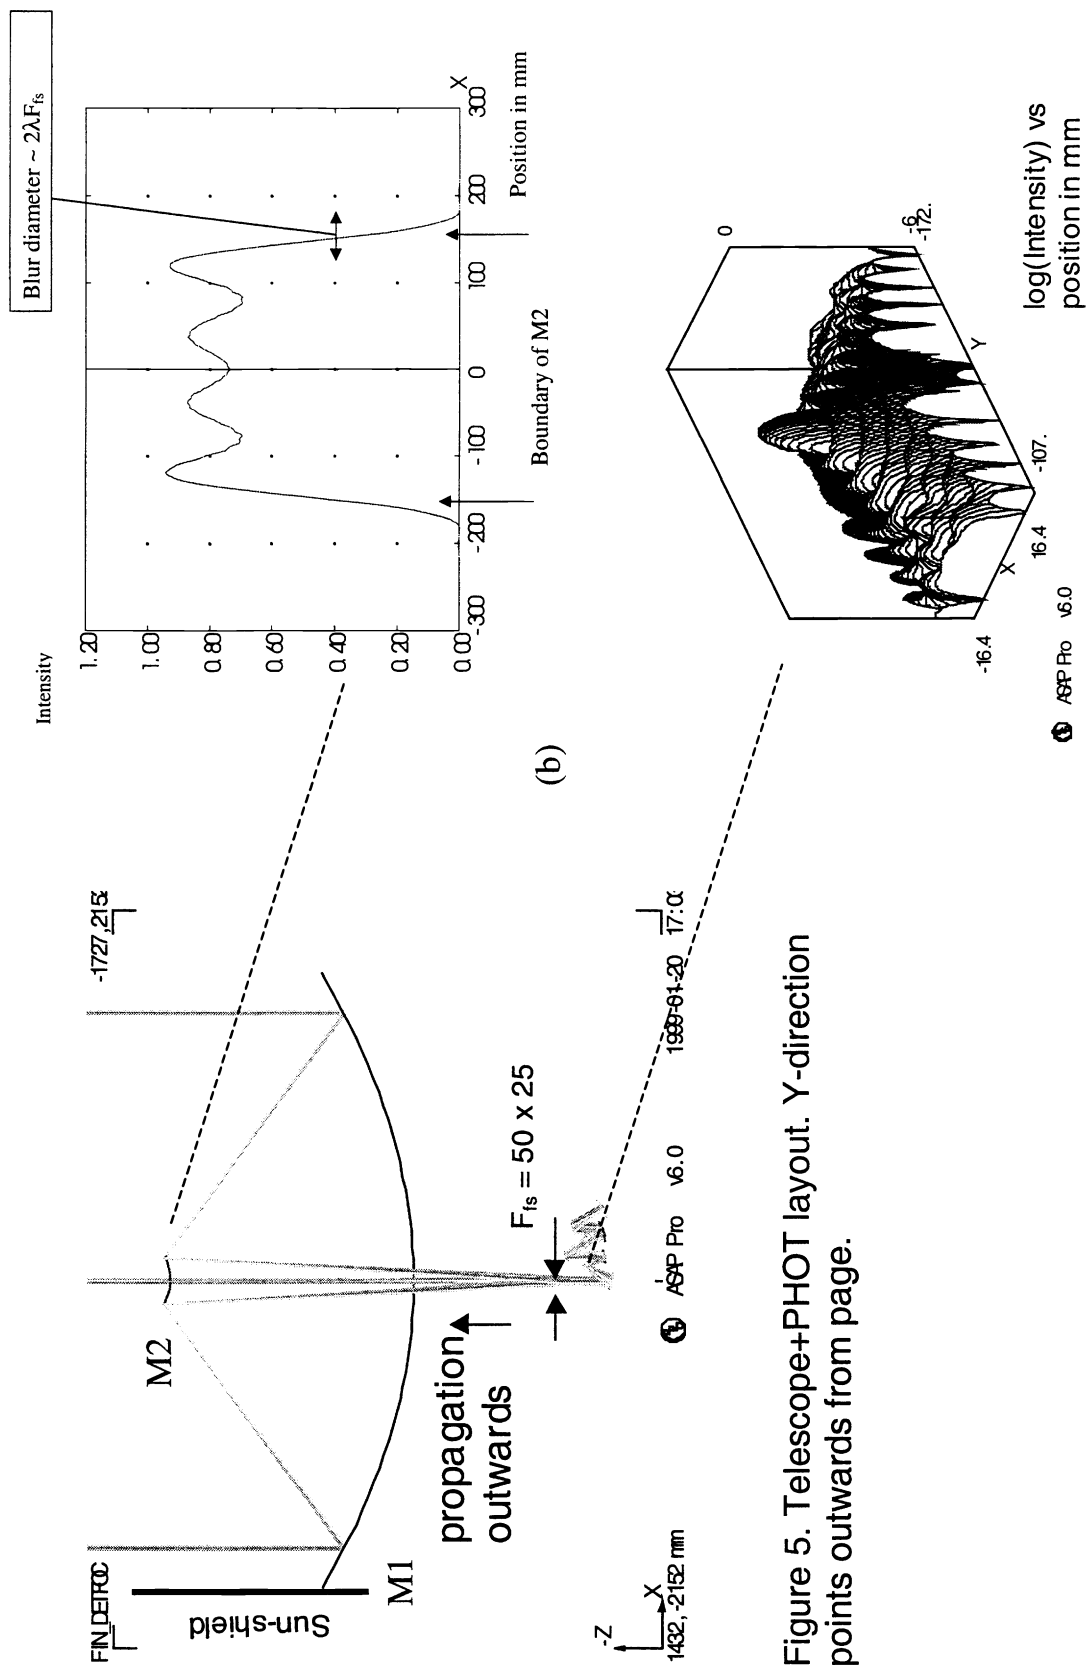 FIN_DETFOC
-1727,215
Sun-shield
M2
M1
propagation
outwards
F_fs = 50 x 25
-Z
X
1432, -2152 mm
ASAP Pro v6.0
1999-01-20 17:0
Intensity
1.20
1.00
0.80
0.60
0.40
0.20
0.00
-300
-200
-100
0
100
200
300
X
Position in mm
Blur diameter ~ 2λF_fs
Boundary of M2
(b)
0
-6
-172.
Y
-107.
16.4
X
-16.4
log(Intensity) vs
position in mm
ASAP Pro v6.0
Figure 5. Telescope+PHOT layout. Y-direction
points outwards from page.